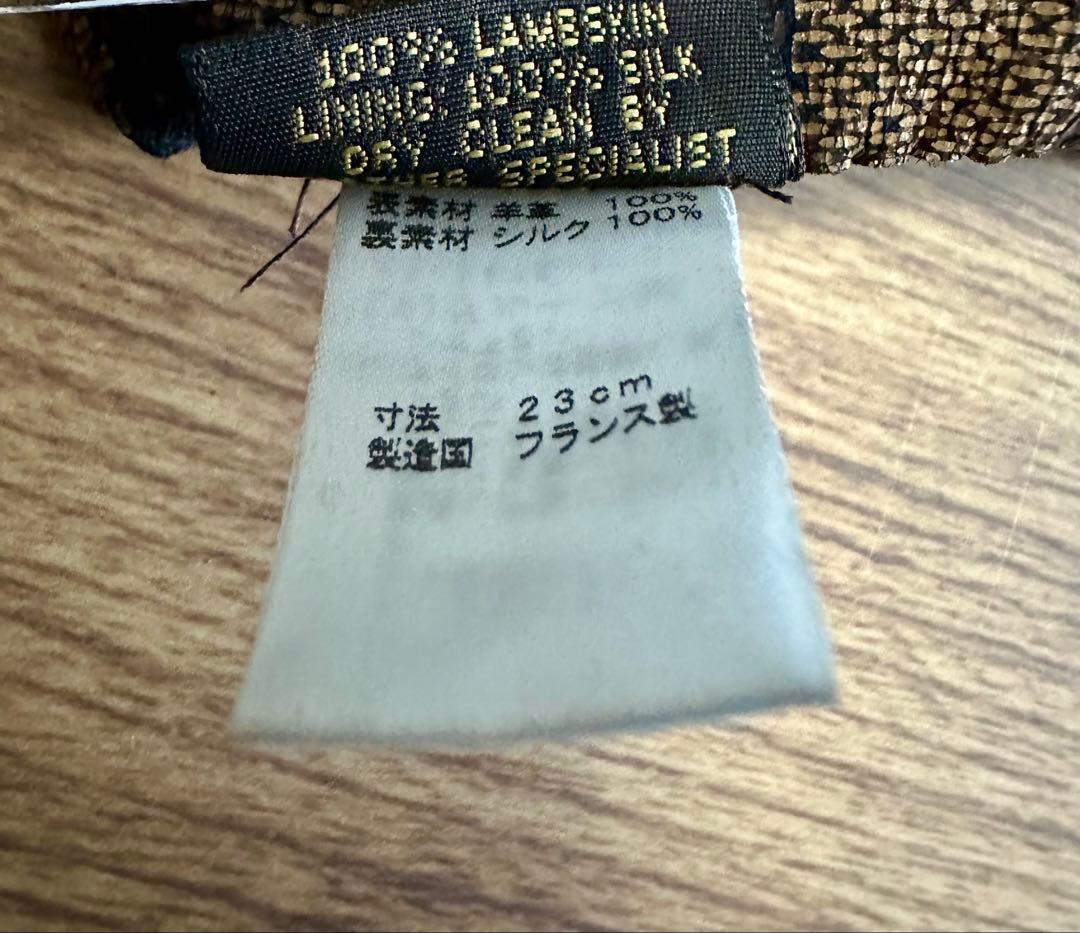 100% LAMBSKIN
LINING: 100% SILK
DRY CLEAN BY
SPECIALIST
表素材 羊革 100%
裏素材 シルク 100%
寸法 23cm
製造国 フランス製